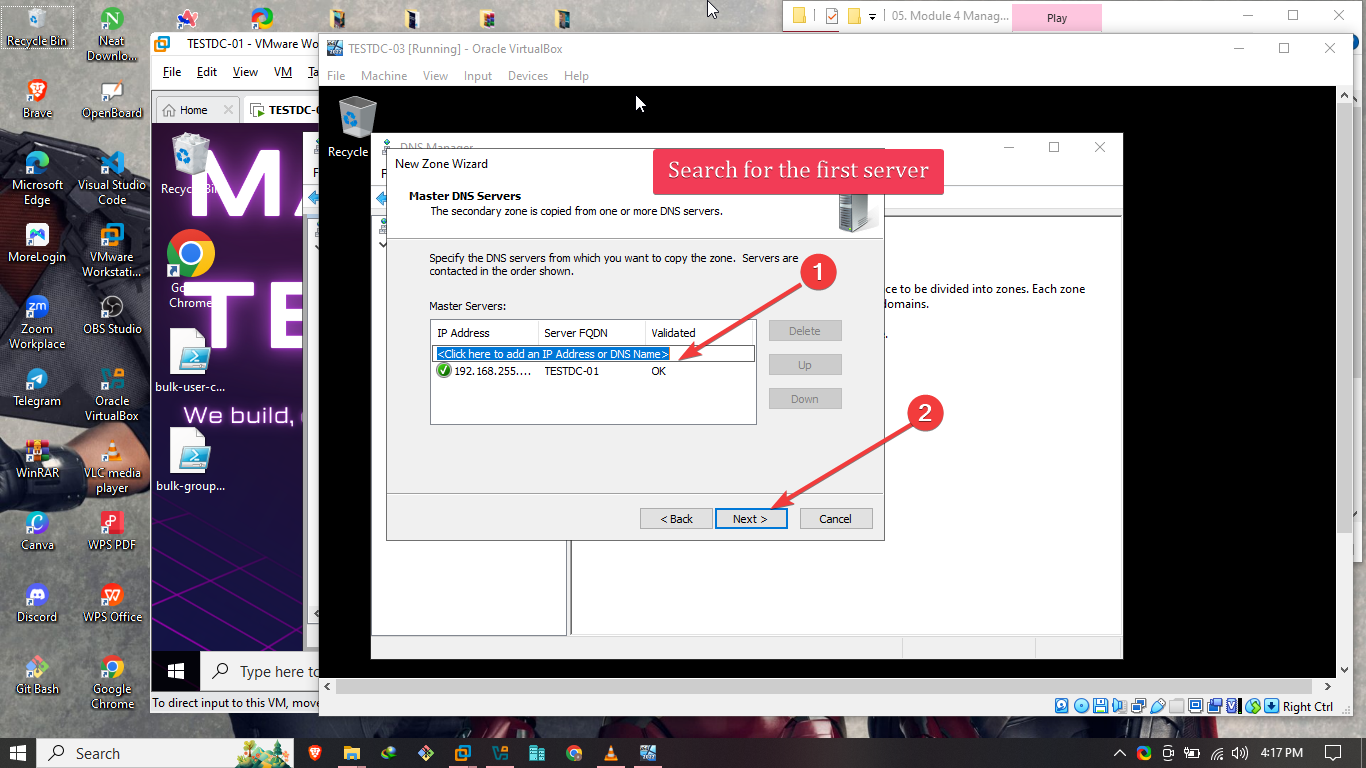 Recycle Bin
Neat
Downlo...
Brave
OpenBoard
Microsoft
Edge
Visual Studio
Code
MoreLogin
VMware
Workstati...
Zoom
Workplace
OBS Studio
Telegram
Oracle
VirtualBox
WinRAR
VLC media
player
Canva
WPS PDF
Discord
WPS Office
Git Bash
Google
Chrome
05. Module 4 Manag...
Play
TESTDC-01 - VMware Wo
File Edit View VM Ta
Home
TESTDC-0
Recycle Bin
bulk-user-c...
We build,
bulk-group...
Type here to
To direct input to this VM, move
TESTDC-03 [Running] - Oracle VirtualBox
File Machine View Input Devices Help
Recycle
DNS Manager
New Zone Wizard
Search for the first server
Master DNS Servers
The secondary zone is copied from one or more DNS servers.
Specify the DNS servers from which you want to copy the zone. Servers are
contacted in the order shown.
1
Master Servers:
IP Address Server FQDN Validated
<Click here to add an IP Address or DNS Name>
192.168.255.... TESTDC-01 OK
Delete
Up
Down
2
< Back Next > Cancel
ce to be divided into zones. Each zone
lomains.
Right Ctrl
Search
4:17 PM